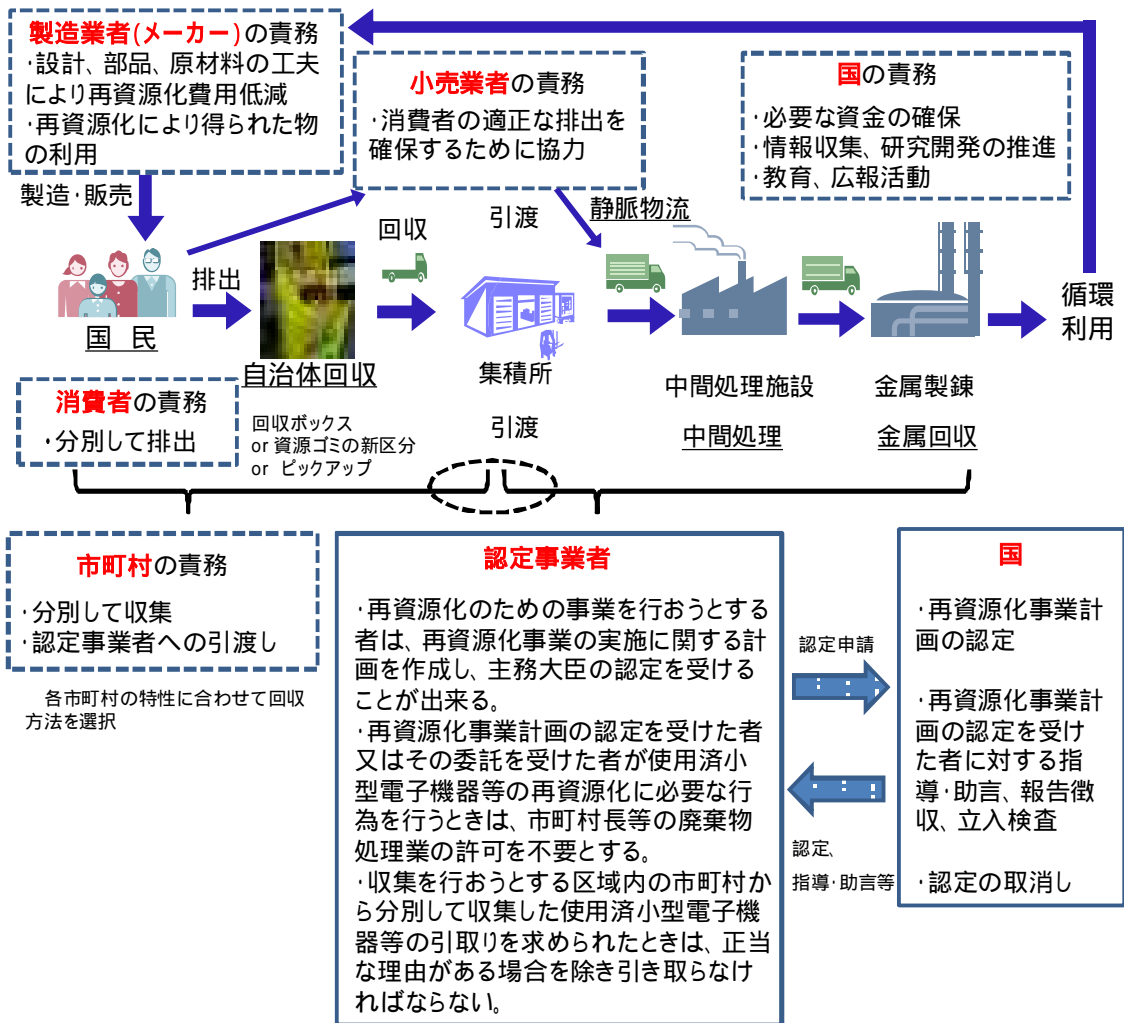 製造業者(メーカー)の責務
・設計、部品、原材料の工夫
により再資源化費用低減
・再資源化により得られた物
の利用
小売業者の責務
・消費者の適正な排出を
確保するために協力
国の責務
・必要な資金の確保
・情報収集、研究開発の推進
・教育、広報活動
製造・販売
国 民
排出
自治体回収
回収
引渡
集積所
引渡
静脈物流
中間処理施設
中間処理
金属製錬
金属回収
循環
利用
消費者の責務
・分別して排出
回収ボックス
or 資源ゴミの新区分
or ピックアップ
市町村の責務
・分別して収集
・認定事業者への引渡し
各市町村の特性に合わせて回収
方法を選択
認定事業者
・再資源化のための事業を行おうとする
者は、再資源化事業の実施に関する計
画を作成し、主務大臣の認定を受ける
ことが出来る。
・再資源化事業計画の認定を受けた者
又はその委託を受けた者が使用済小
型電子機器等の再資源化に必要な行
為を行うときは、市町村長等の廃棄物
処理業の許可を不要とする。
・収集を行おうとする区域内の市町村か
ら分別して収集した使用済小型電子機
器等の引取りを求められたときは、正当
な理由がある場合を除き引き取らなけ
ればならない。
認定申請
認定、
指導・助言等
国
・再資源化事業計
画の認定
・再資源化事業計
画の認定を受け
た者に対する指
導・助言、報告徴
収、立入検査
・認定の取消し